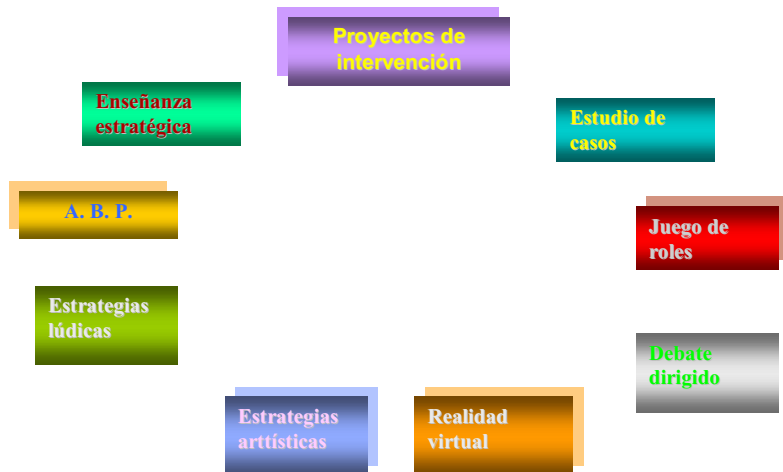 Proyectos de
intervención
Enseñanza
estratégica
Estudio de
casos
A. B. P.
Juego de
roles
Estrategias
lúdicas
Debate
dirigido
Estrategias
arttísticas
Realidad
virtual